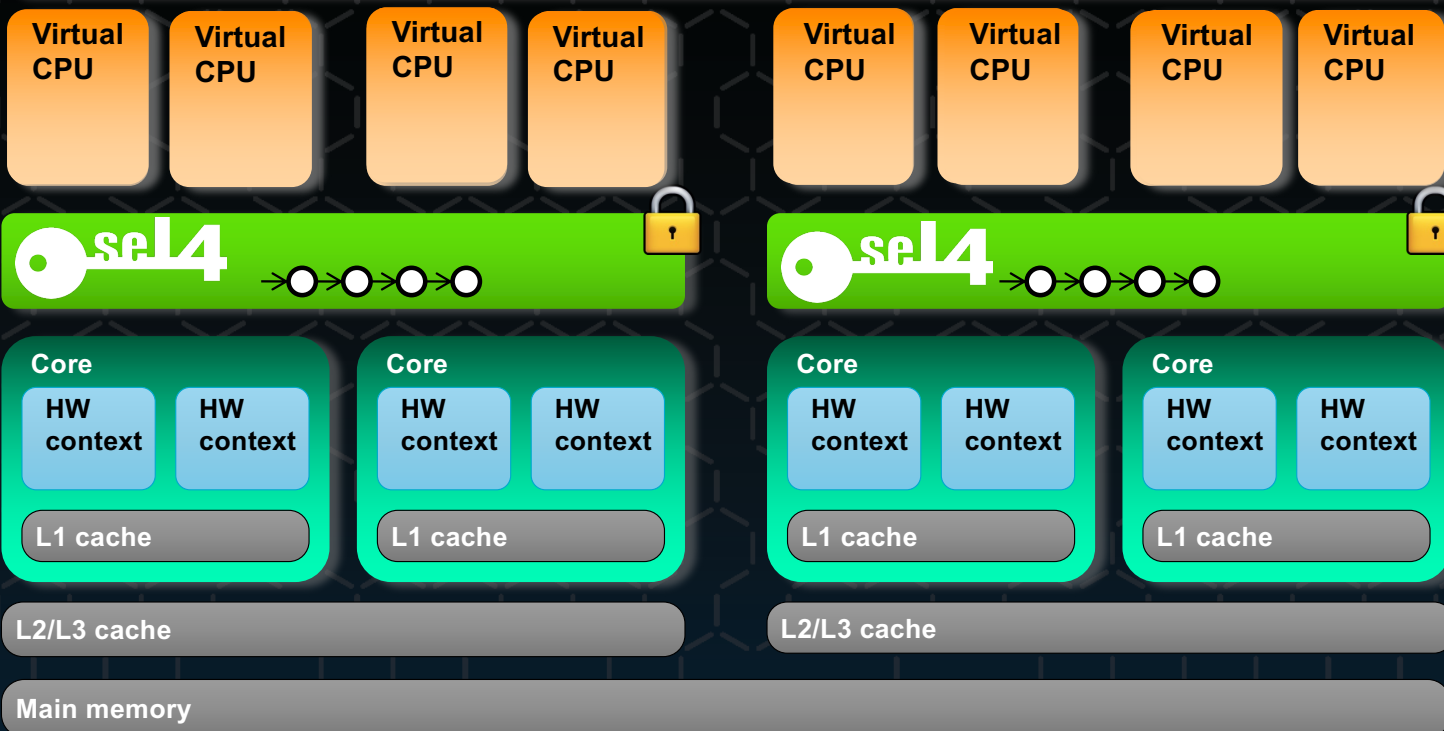 Virtual
CPU
Virtual
CPU
Virtual
CPU
Virtual
CPU
Virtual
CPU
Virtual
CPU
Virtual
CPU
Virtual
CPU
seL4
seL4
Core
Core
Core
Core
HW
context
HW
context
HW
context
HW
context
HW
context
HW
context
HW
context
HW
context
L1 cache
L1 cache
L1 cache
L1 cache
L2/L3 cache
L2/L3 cache
Main memory